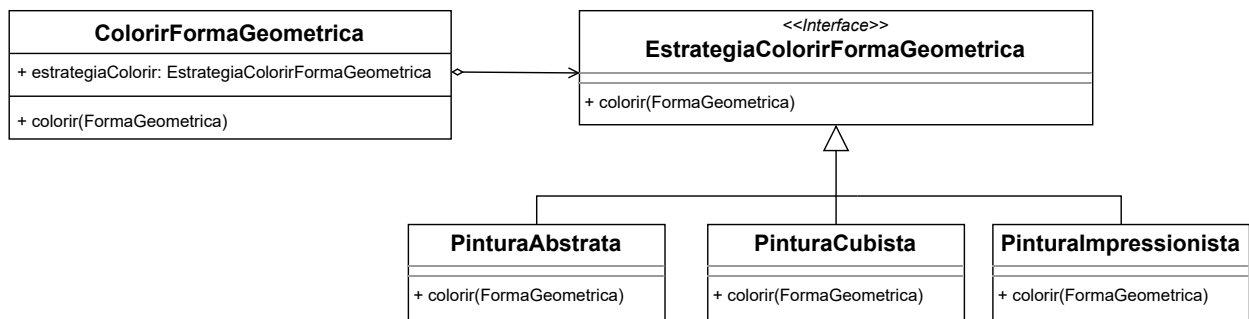 ColorirFormaGeometrica
+ estrategiaColorir: EstrategiaColorirFormaGeometrica
+ colorir(FormaGeometrica)
<<Interface>>
EstrategiaColorirFormaGeometrica
+ colorir(FormaGeometrica)
PinturaAbstrata
+ colorir(FormaGeometrica)
PinturaCubista
+ colorir(FormaGeometrica)
PinturaImpressionista
+ colorir(FormaGeometrica)